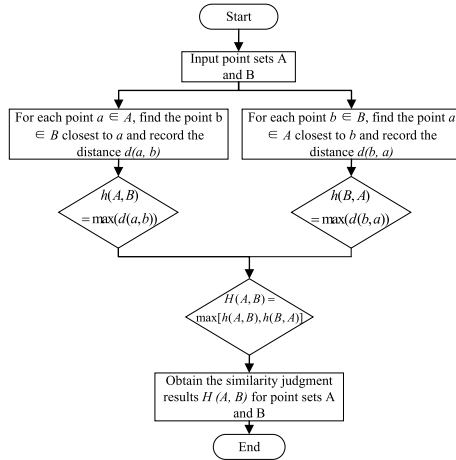 Start
Input point sets A
and B
For each point a ∈ A, find the point b
∈ B closest to a and record the
distance d(a, b)
For each point b ∈ B, find the point a
∈ A closest to b and record the
distance d(b, a)
h(A,B)
=max(d(a,b))
h(B,A)
=max(d(b,a))
H(A,B)=
max[h(A,B),h(B,A)]
Obtain the similarity judgment
results H (A, B) for point sets A
and B
End